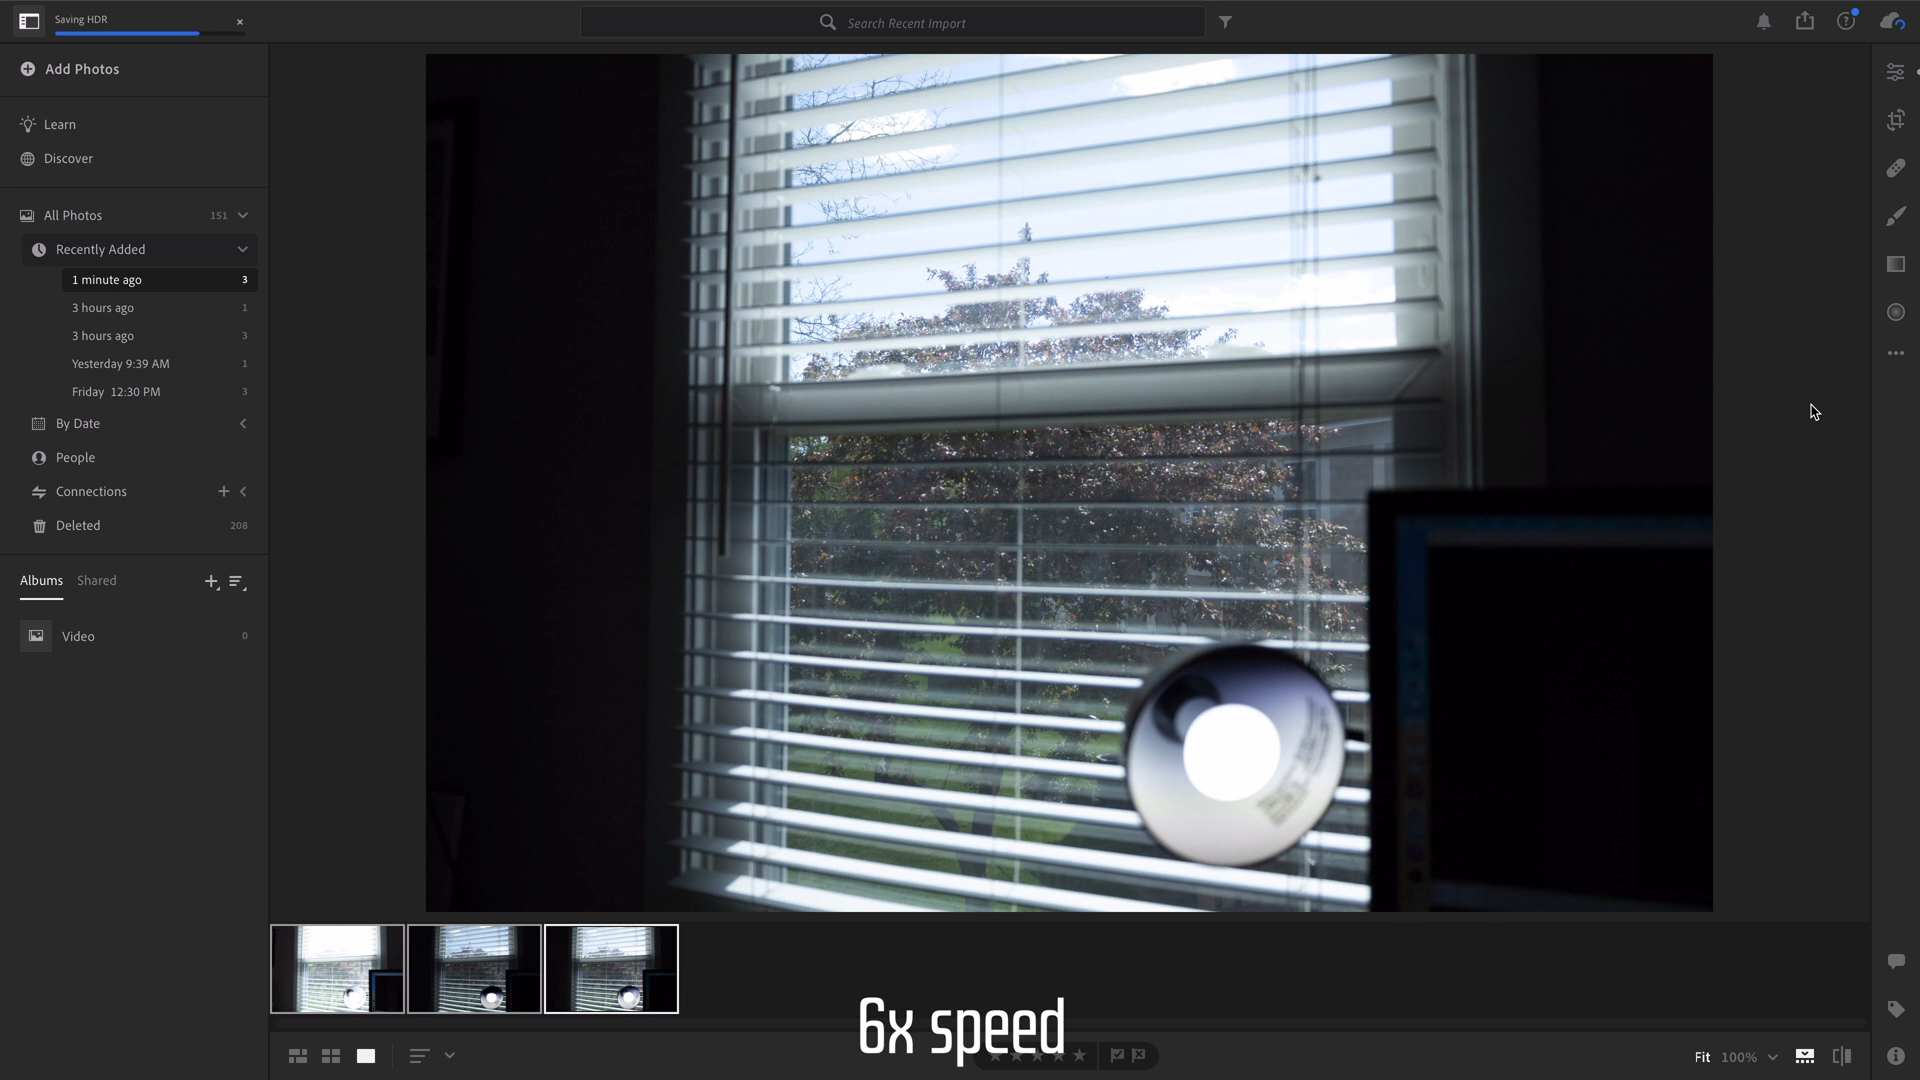 Saving HDR
Search Recent Import
Add Photos
Learn
Discover
All Photos 151
Recently Added
1 minute ago 3
3 hours ago 1
3 hours ago 3
Yesterday 9:39 AM 1
Friday 12:30 PM 3
By Date
People
Connections
Deleted 208
Albums Shared
Video 0
6x speed
Fit 100%